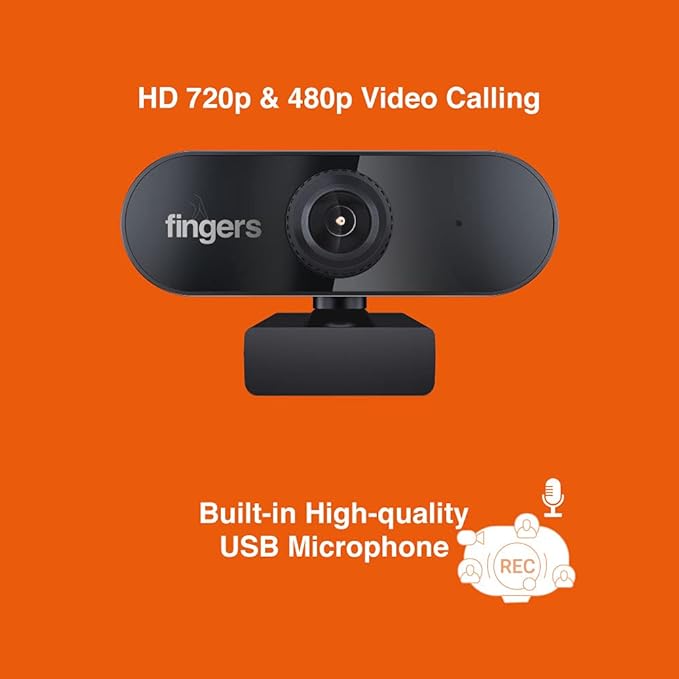 HD 720p & 480p Video Calling
fingers
Built-in High-quality
USB Microphone
REC